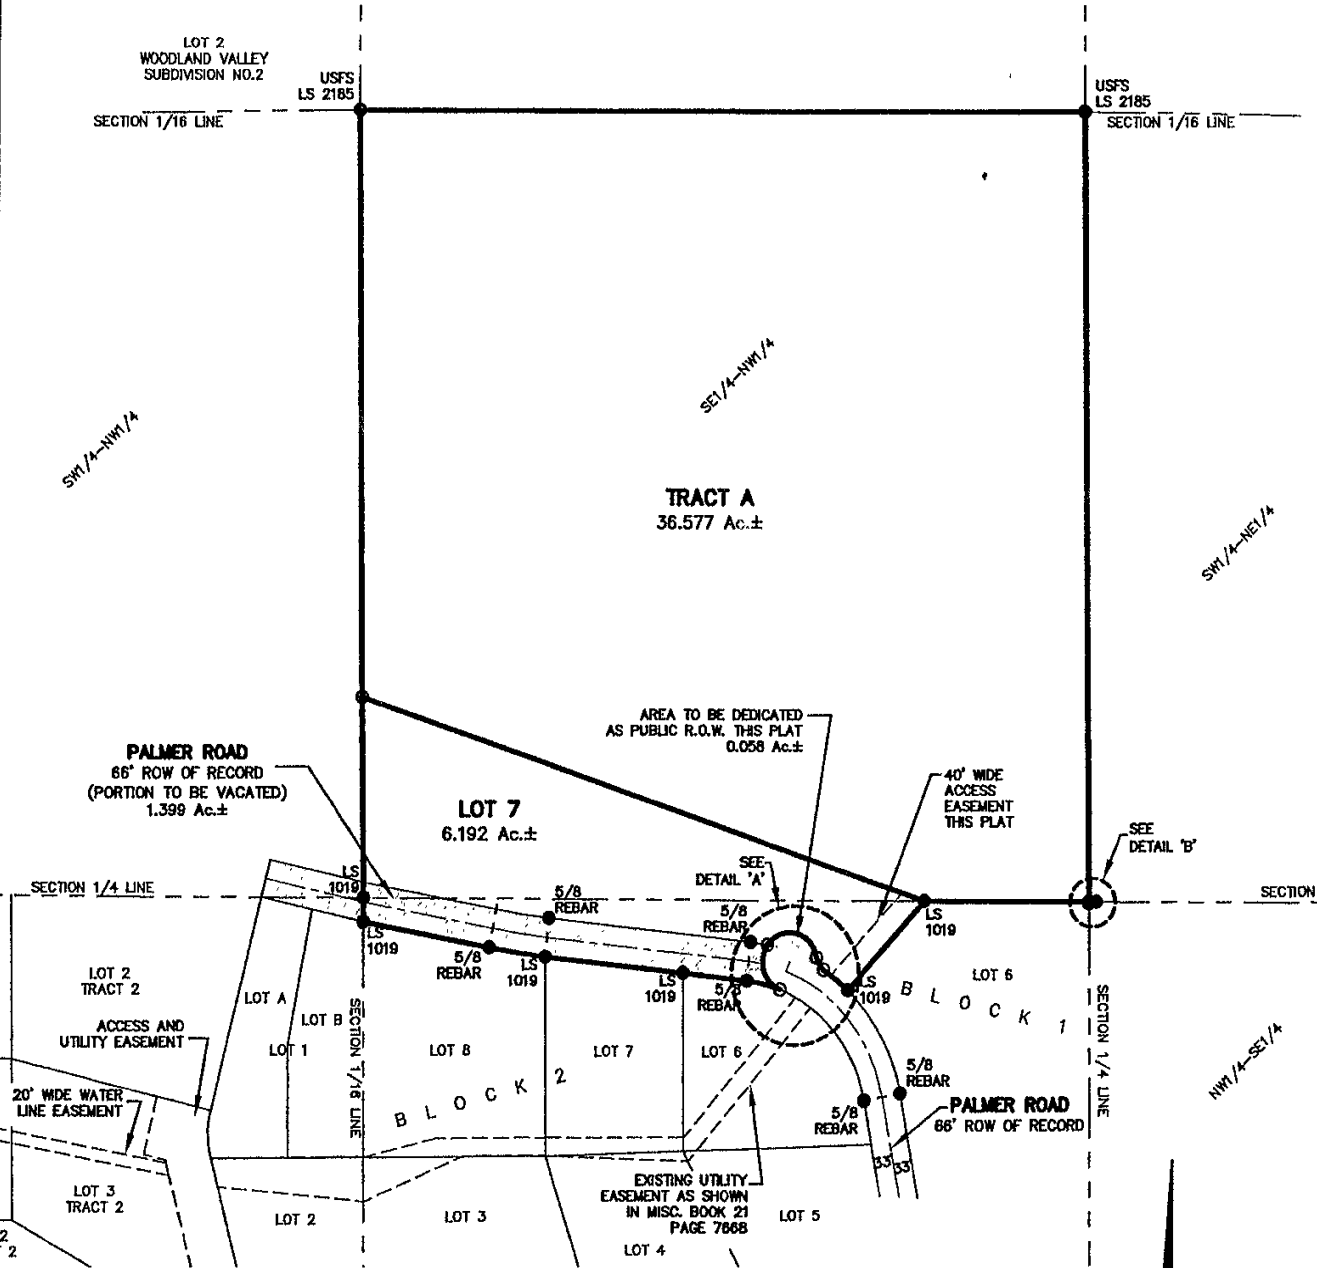 LOT 2
WOODLAND VALLEY
SUBDIVISION NO.2
USFS
LS 2185
SECTION 1/16 LINE
USFS
LS 2185
SECTION 1/16 LINE
SE1/4-NW1/4
SW1/4-NW1/4
TRACT A
36.577 Ac.±
SW1/4-NE1/4
AREA TO BE DEDICATED
AS PUBLIC R.O.W. THIS PLAT
0.058 Ac.±
PALMER ROAD
66' ROW OF RECORD
(PORTION TO BE VACATED)
1.399 Ac.±
40' WIDE
ACCESS
EASEMENT
THIS PLAT
LOT 7
6.192 Ac.±
SEE
DETAIL 'B'
SEE
DETAIL 'A'
SECTION 1/4 LINE
LS
1019
5/8
REBAR
5/8
REBAR
LS
1019
SECTION
LS
1019
5/8
REBAR
LS
1019
LS
1019
5/8
REBAR
LS
1019
LOT 6
BLOCK 1
LOT 2
TRACT 2
LOT A
LOT B
LOT 1
SECTION 1/16 LINE
LOT 8
LOT 7
LOT 6
BLOCK 2
SECTION 1/4 LINE
NW1/4-SE1/4
ACCESS AND
UTILITY EASEMENT
20' WIDE WATER
LINE EASEMENT
5/8
REBAR
5/8
REBAR
PALMER ROAD
66' ROW OF RECORD
33'
33'
EXISTING UTILITY
EASEMENT AS SHOWN
IN MISC. BOOK 21
PAGE 7668
LOT 3
TRACT 2
LOT 2
LOT 3
LOT 4
LOT 5
2
2